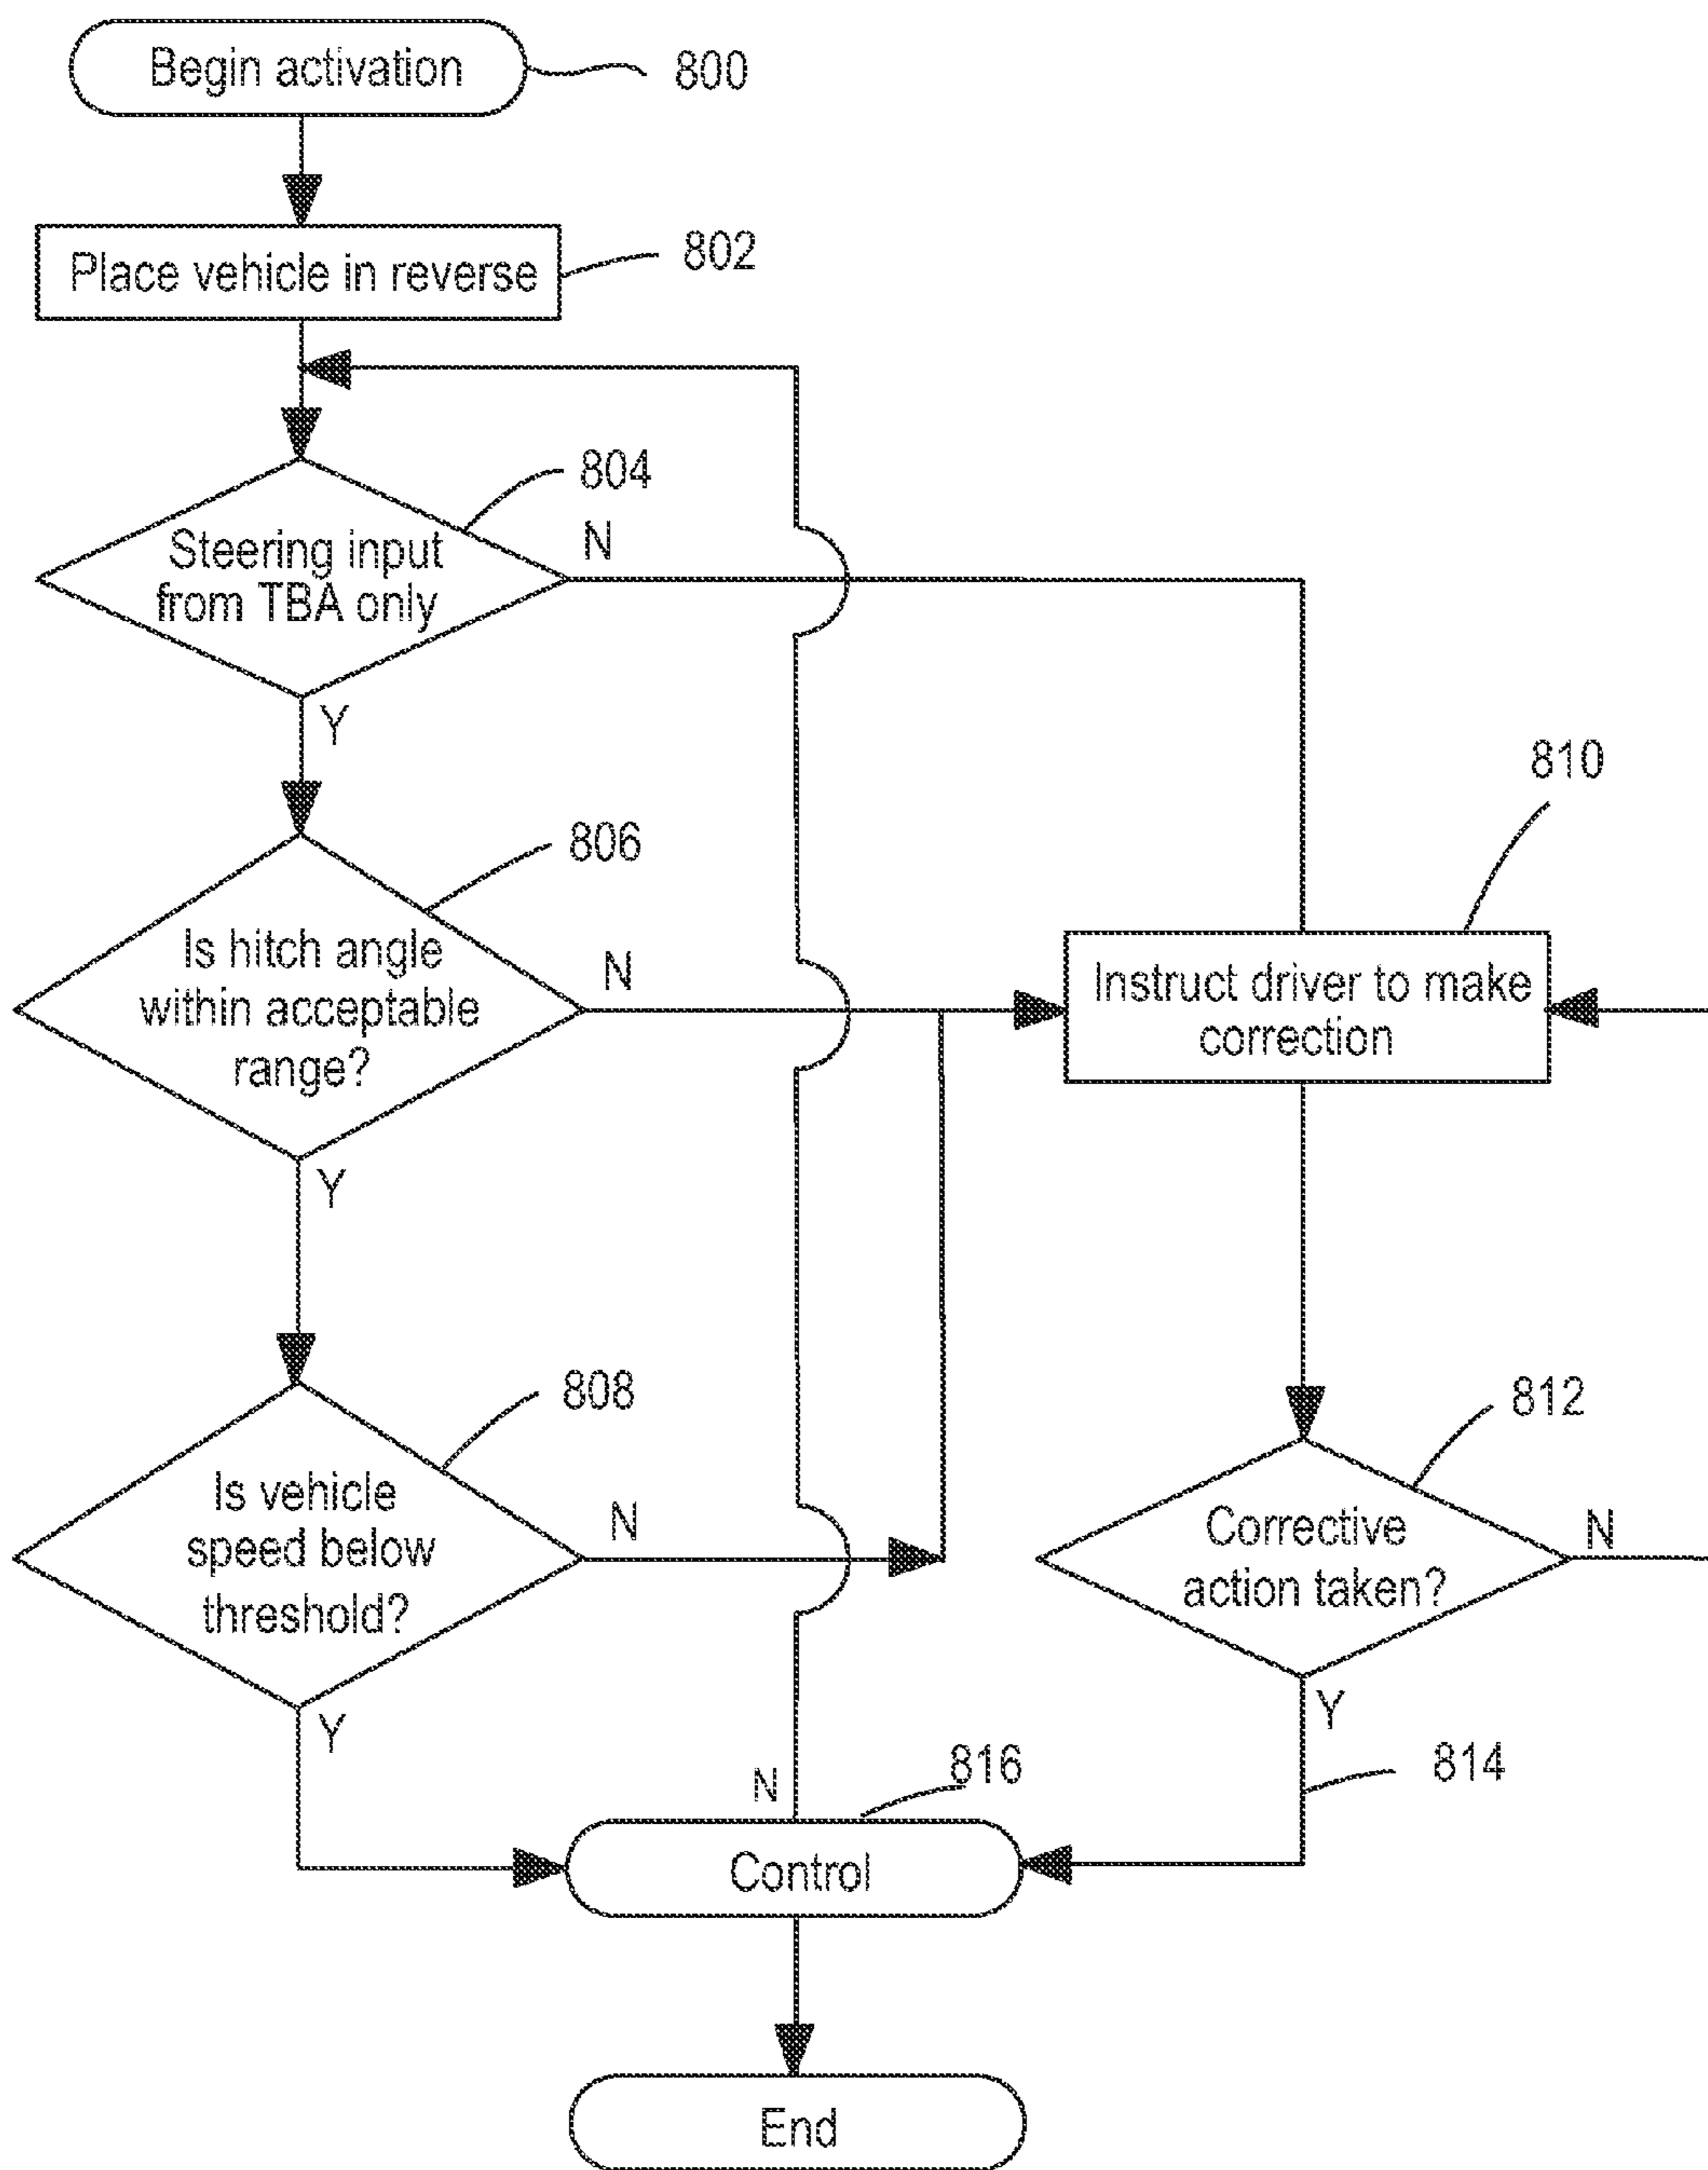 Begin activation
800
Place vehicle in reverse
802
804
Steering input
from TBA only
N
Y
810
806
Is hitch angle
within acceptable
range?
N
Instruct driver to make
correction
Y
808
812
Is vehicle
speed below
threshold?
N
Corrective
action taken?
N
Y
Y
814
816
N
Control
End